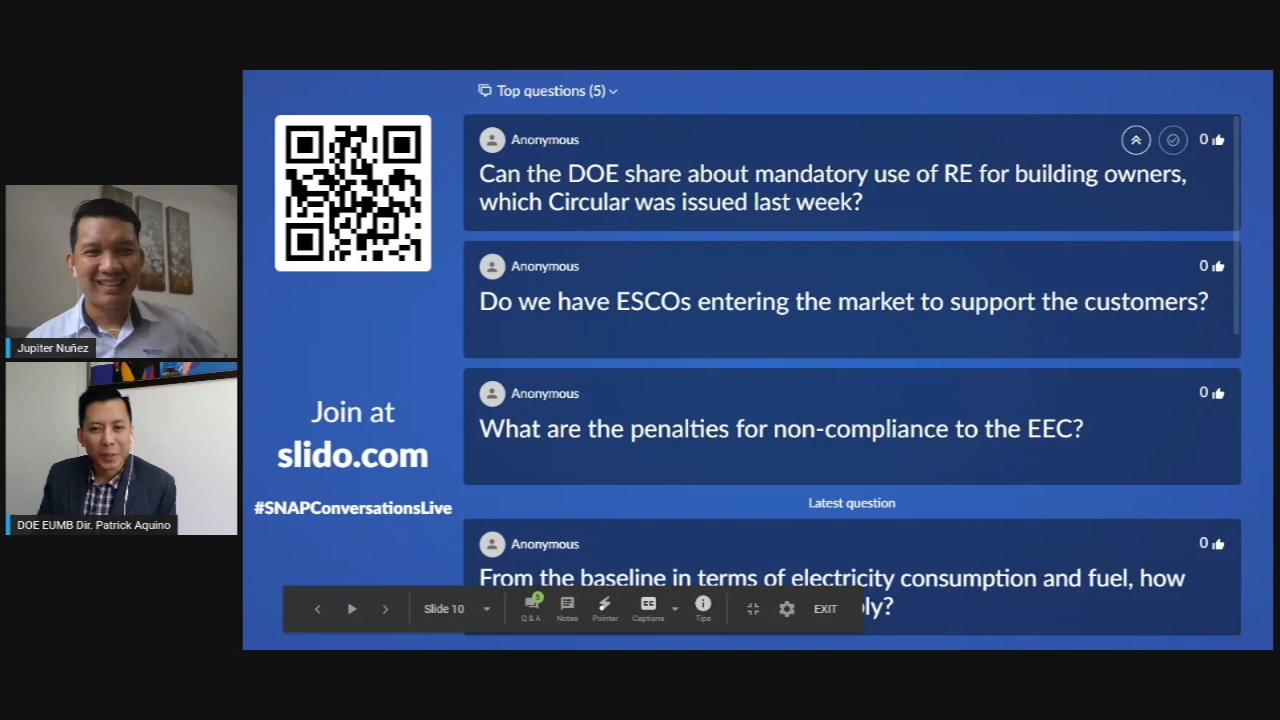 Top questions (5)
Anonymous
0
Can the DOE share about mandatory use of RE for building owners,
which Circular was issued last week?
Anonymous
0
Do we have ESCOs entering the market to support the customers?
Anonymous
0
What are the penalties for non-compliance to the EEC?
Latest question
Anonymous
0
From the baseline in terms of electricity consumption and fuel, how
Join at
slido.com
#SNAPConversationsLive
Jupiter Nuñez
DOE EUMB Dir. Patrick Aquino
Slide 10
5
Q&A
Notes
Pointer
CC
Captions
Tips
EXIT